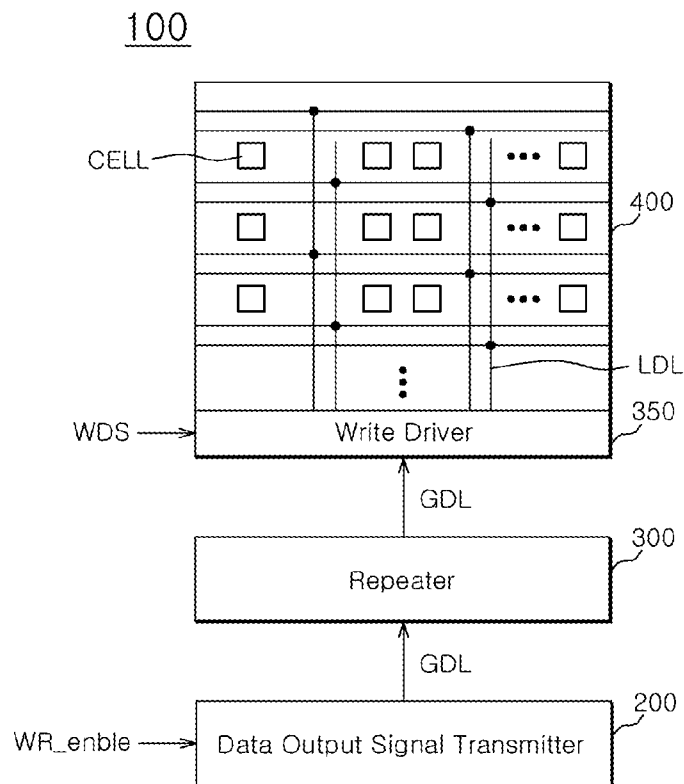 100
CELL
400
LDL
350
WDS
Write Driver
GDL
300
Repeater
GDL
200
WR_enble
Data Output Signal Transmitter